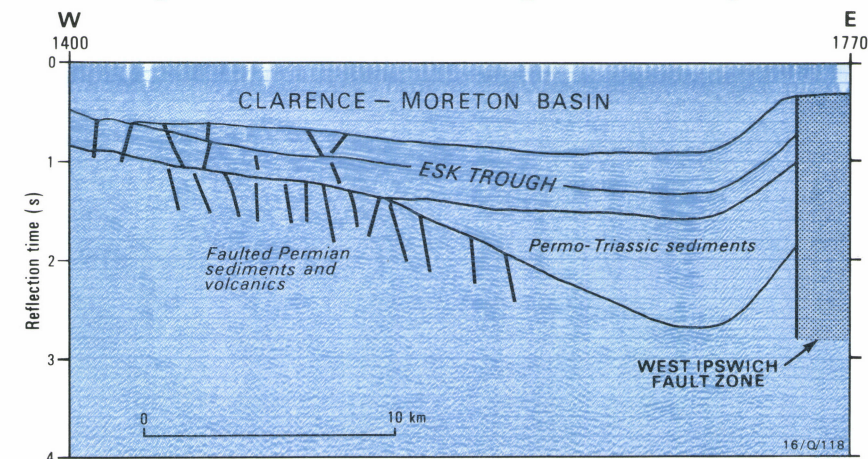 W
E
1400
1770
0
CLARENCE – MORETON BASIN
1
ESK TROUGH
Reflection time (s)
Faulted Permian
sediments and
volcanics
Permo-Triassic sediments
2
3
WEST IPSWICH
FAULT ZONE
0
10 km
16/Q/118
4